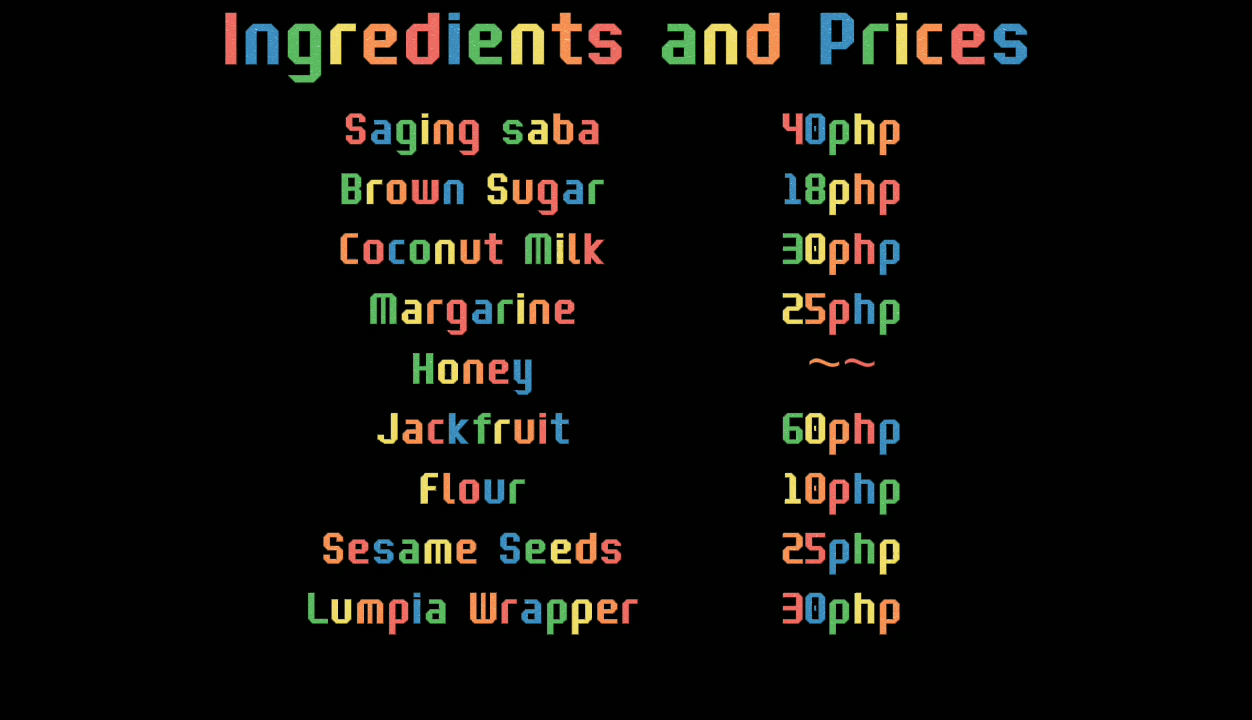 Ingredients and Prices
Saging saba 40php
Brown Sugar 18php
Coconut Milk 30php
Margarine 25php
Honey ~~
Jackfruit 60php
Flour 10php
Sesame Seeds 25php
Lumpia Wrapper 30php